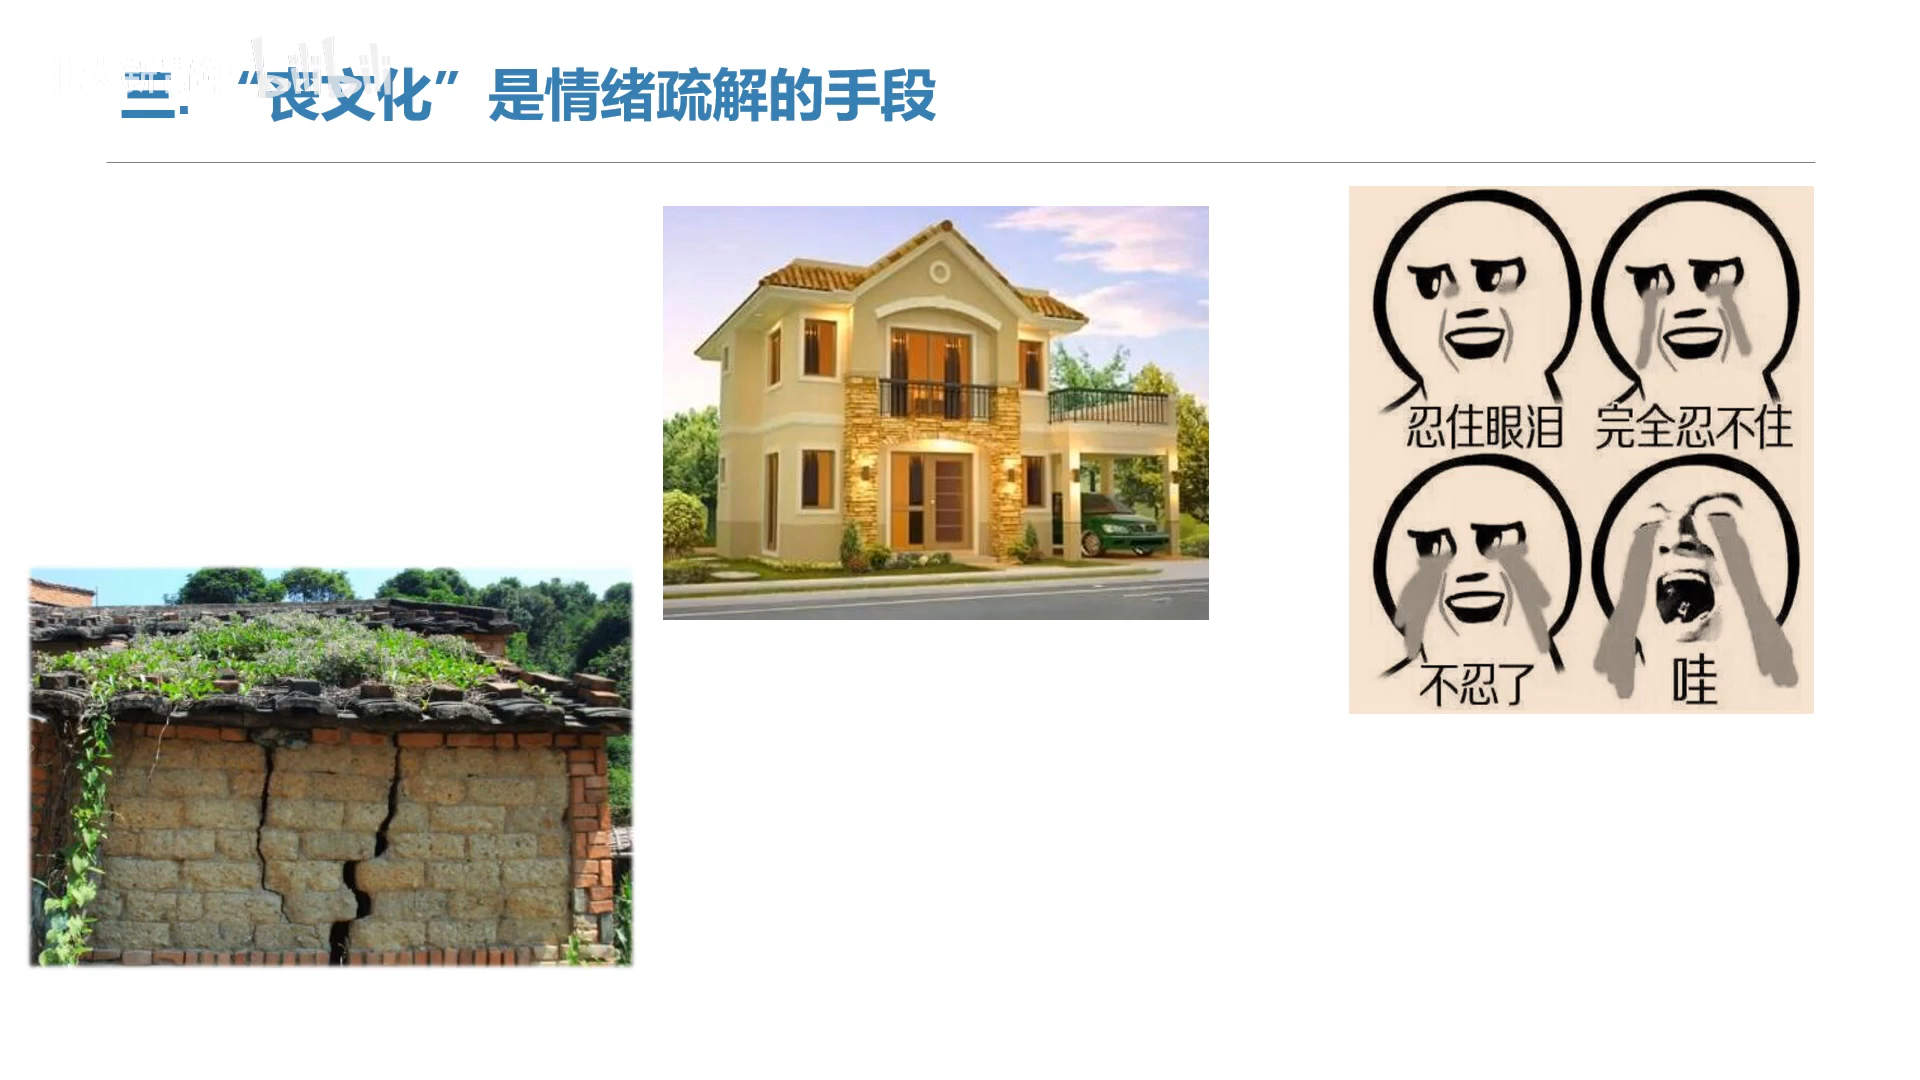 三.“丧文化”是情绪疏解的手段
忍住眼泪 完全忍不住
不忍了 哇
bilibili